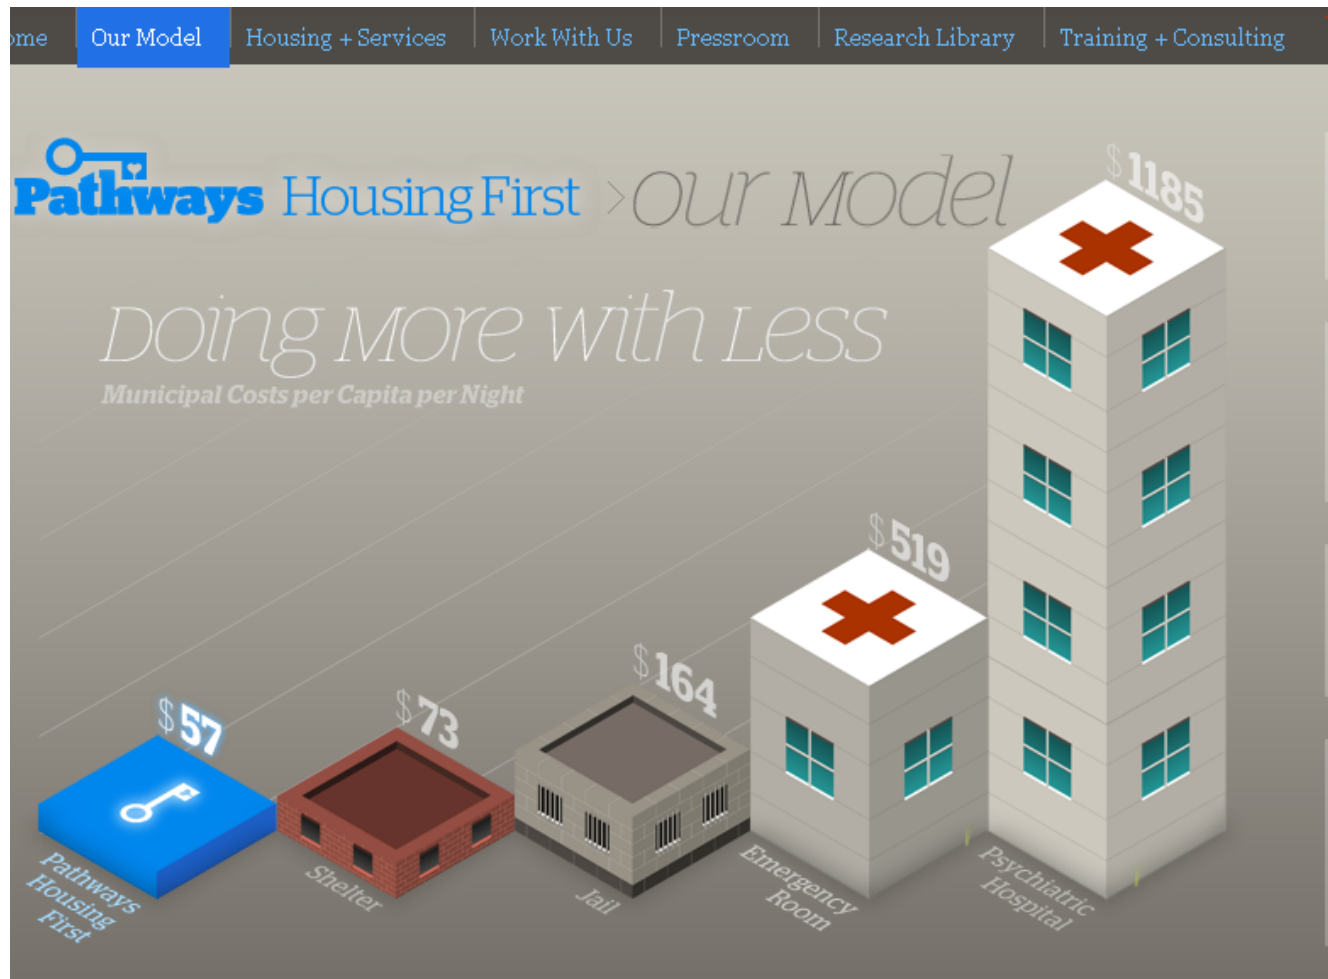 ome Our Model Housing + Services Work With Us Pressroom Research Library Training + Consulting
Pathways Housing First > Our Model
Doing More With Less
Municipal Costs per Capita per Night
$1185
$519
$164
$73
$57
Pathways
Housing
First
Shelter
Jail
Emergency
Room
Psychiatric
Hospital